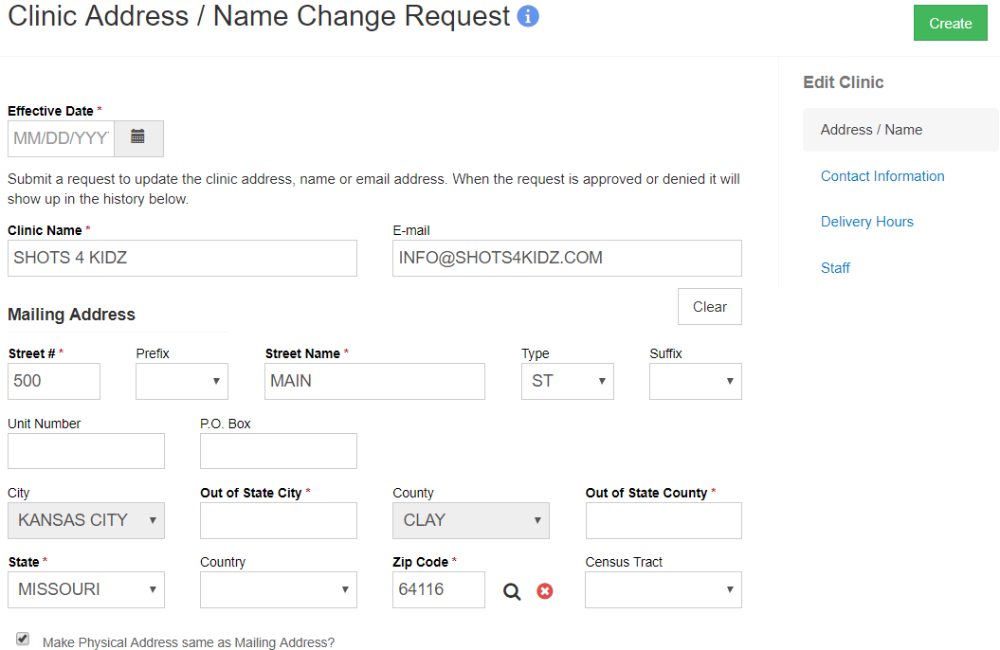 Clinic Address / Name Change Request i
Create
Edit Clinic
Address / Name
Contact Information
Delivery Hours
Staff
Effective Date *
MM/DD/YYY
Submit a request to update the clinic address, name or email address. When the request is approved or denied it will
show up in the history below.
Clinic Name * E-mail
SHOTS 4 KIDZ INFO@SHOTS4KIDZ.COM
Mailing Address Clear
Street # * Prefix Street Name * Type Suffix
500 MAIN ST
Unit Number P.O. Box
City Out of State City * County Out of State County *
KANSAS CITY CLAY
State * Country Zip Code * Census Tract
MISSOURI 64116
Make Physical Address same as Mailing Address?